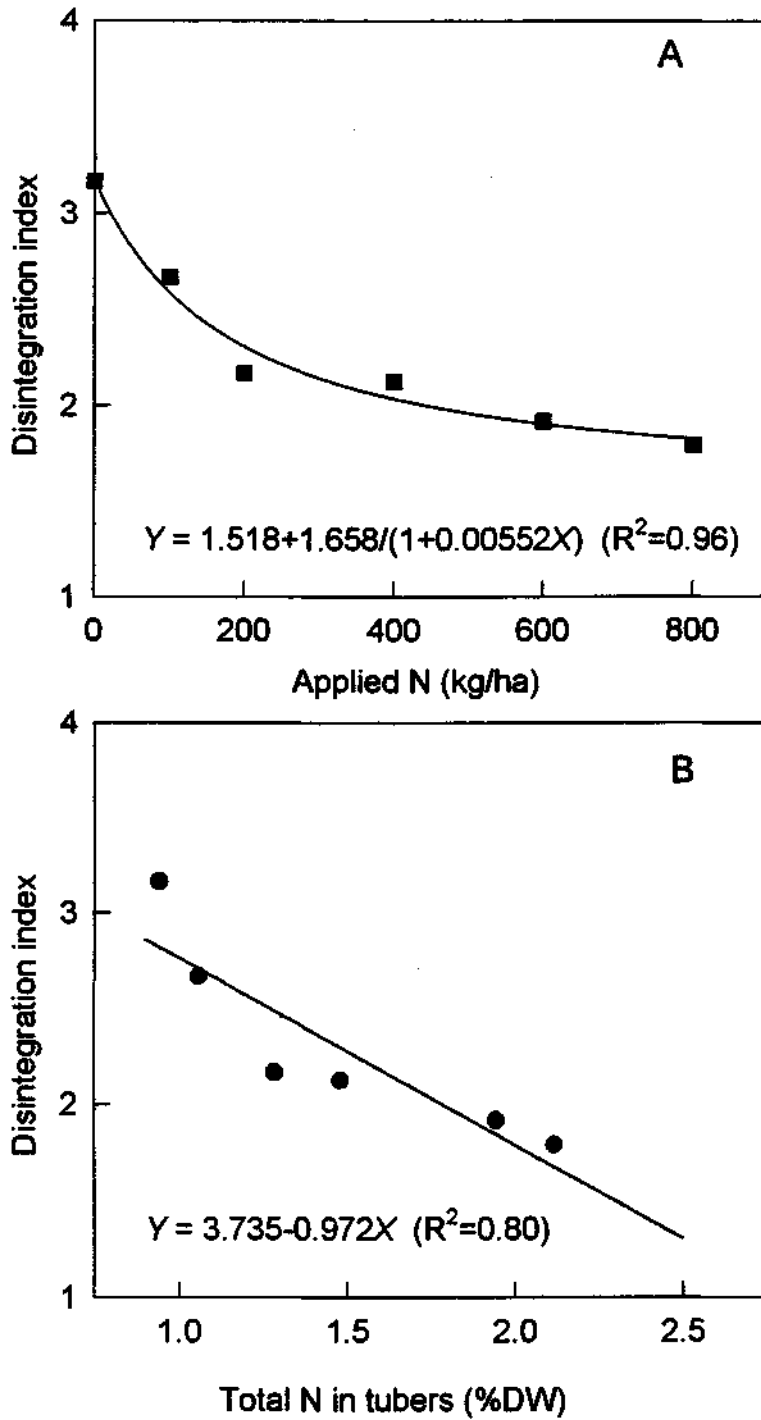 A
Disintegration index
4
3
2
1
Y = 1.518+1.658/(1+0.00552X) (R²=0.96)
0 200 400 600 800
Applied N (kg/ha)
B
Disintegration index
4
3
2
1
Y = 3.735-0.972X (R²=0.80)
1.0 1.5 2.0 2.5
Total N in tubers (%DW)